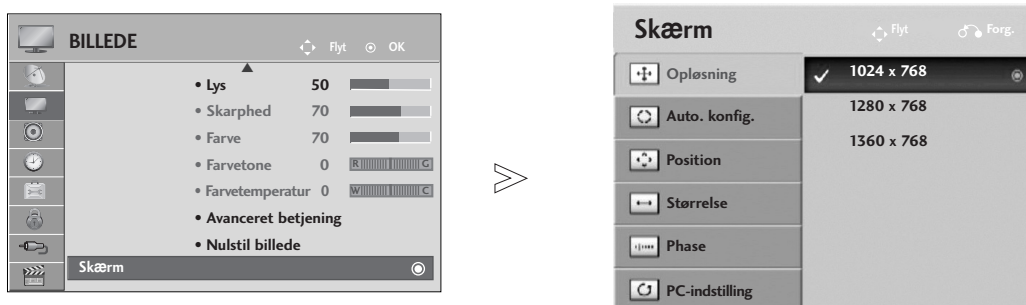 BILLEDE
Flyt OK
• Lys 50
• Skarphed 70
• Farve 70
• Farvetone 0 R G
• Farvetemperatur 0 W C
• Avanceret betjening
• Nulstil billede
Skærm
Skærm
Flyt Forg.
Opløsning
Auto. konfig.
Position
Størrelse
Phase
PC-indstilling
1024 x 768
1280 x 768
1360 x 768